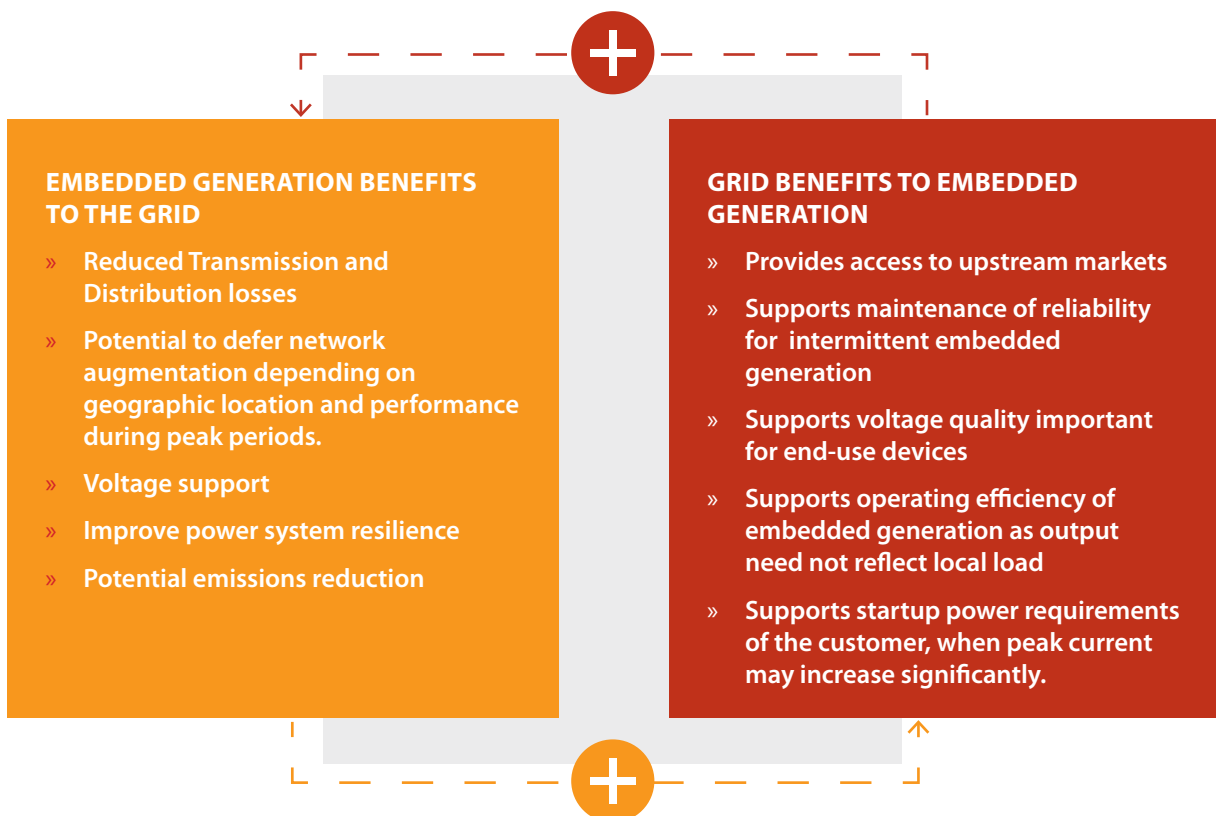 EMBEDDED GENERATION BENEFITS
TO THE GRID
» Reduced Transmission and
Distribution losses
» Potential to defer network
augmentation depending on
geographic location and performance
during peak periods.
» Voltage support
» Improve power system resilience
» Potential emissions reduction
GRID BENEFITS TO EMBEDDED
GENERATION
» Provides access to upstream markets
» Supports maintenance of reliability
for intermittent embedded
generation
» Supports voltage quality important
for end-use devices
» Supports operating efficiency of
embedded generation as output
need not reflect local load
» Supports startup power requirements
of the customer, when peak current
may increase significantly.